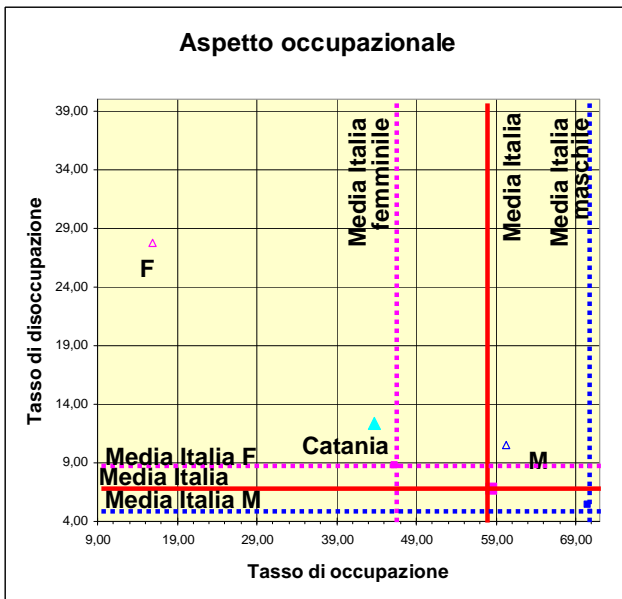 Aspetto occupazionale
39,00
34,00
29,00
24,00
19,00
14,00
9,00
4,00
Tasso di disoccupazione
Media Italia
femminile
Media Italia
Media Italia
maschile
F
Catania
M
Media Italia F
Media Italia
Media Italia M
9,00 19,00 29,00 39,00 49,00 59,00 69,00
Tasso di occupazione